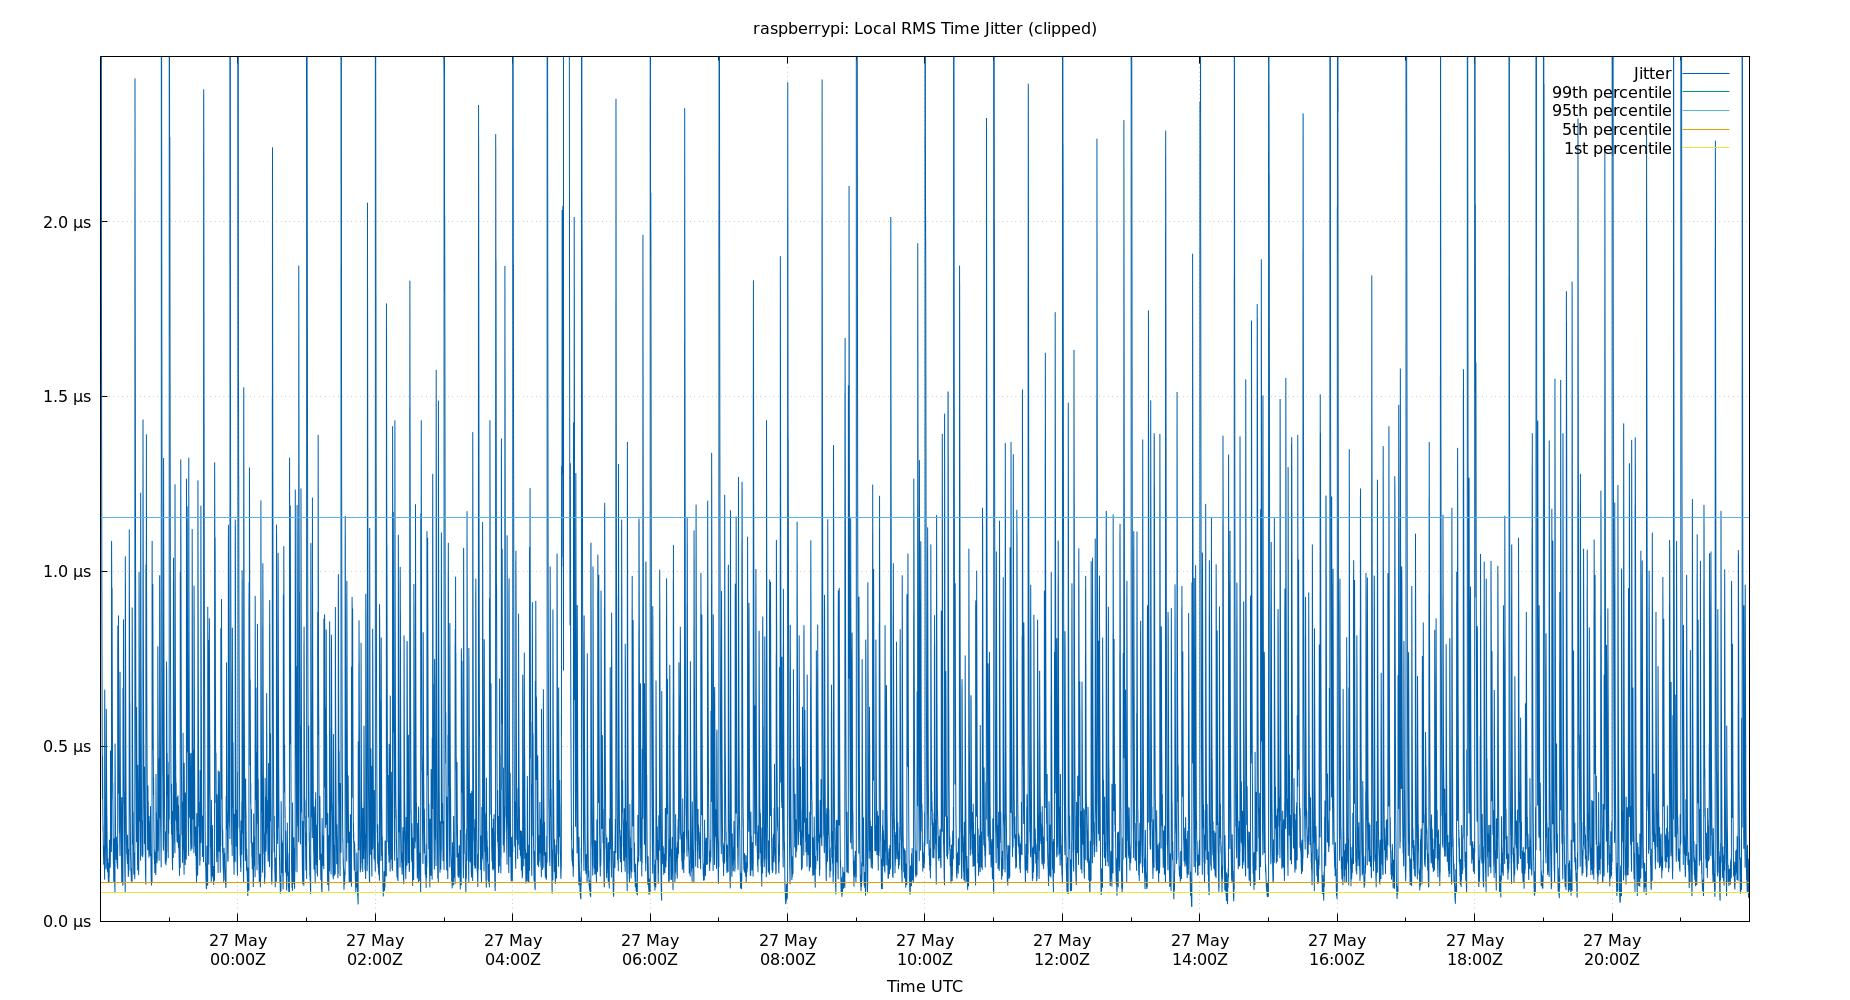 raspberrypi: Local RMS Time Jitter (clipped)
Jitter
99th percentile
95th percentile
5th percentile
1st percentile
2.0 µs
1.5 µs
1.0 µs
0.5 µs
0.0 µs
27 May 27 May 27 May 27 May 27 May 27 May 27 May 27 May 27 May 27 May 27 May
00:00Z 02:00Z 04:00Z 06:00Z 08:00Z 10:00Z 12:00Z 14:00Z 16:00Z 18:00Z 20:00Z
Time UTC